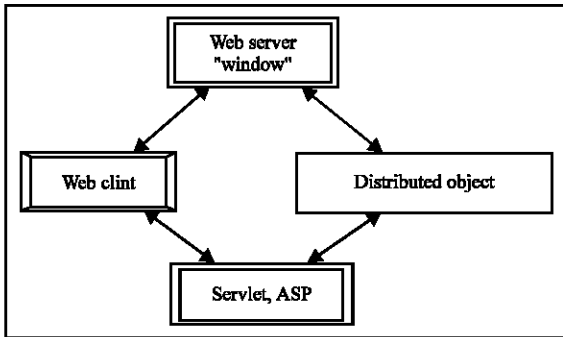 Web server
"window"
Web clint
Distributed object
Servlet, ASP